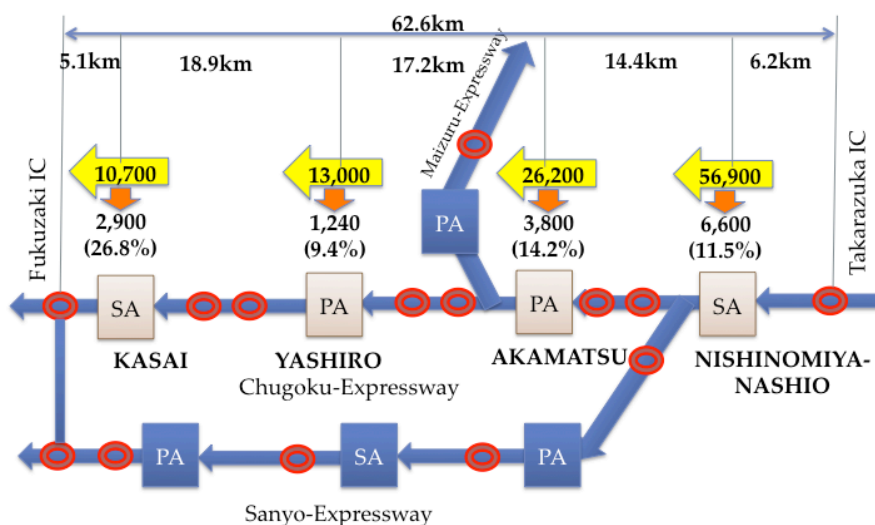 62.6km
5.1km
18.9km
17.2km
14.4km
6.2km
Fukuzaki IC
Maizuru-Expressway
Takarazuka IC
10,700
13,000
26,200
56,900
2,900
(26.8%)
1,240
(9.4%)
3,800
(14.2%)
6,600
(11.5%)
PA
SA
PA
PA
SA
KASAI
YASHIRO
AKAMATSU
NISHINOMIYA-
NASHIO
Chugoku-Expressway
PA
SA
PA
Sanyo-Expressway